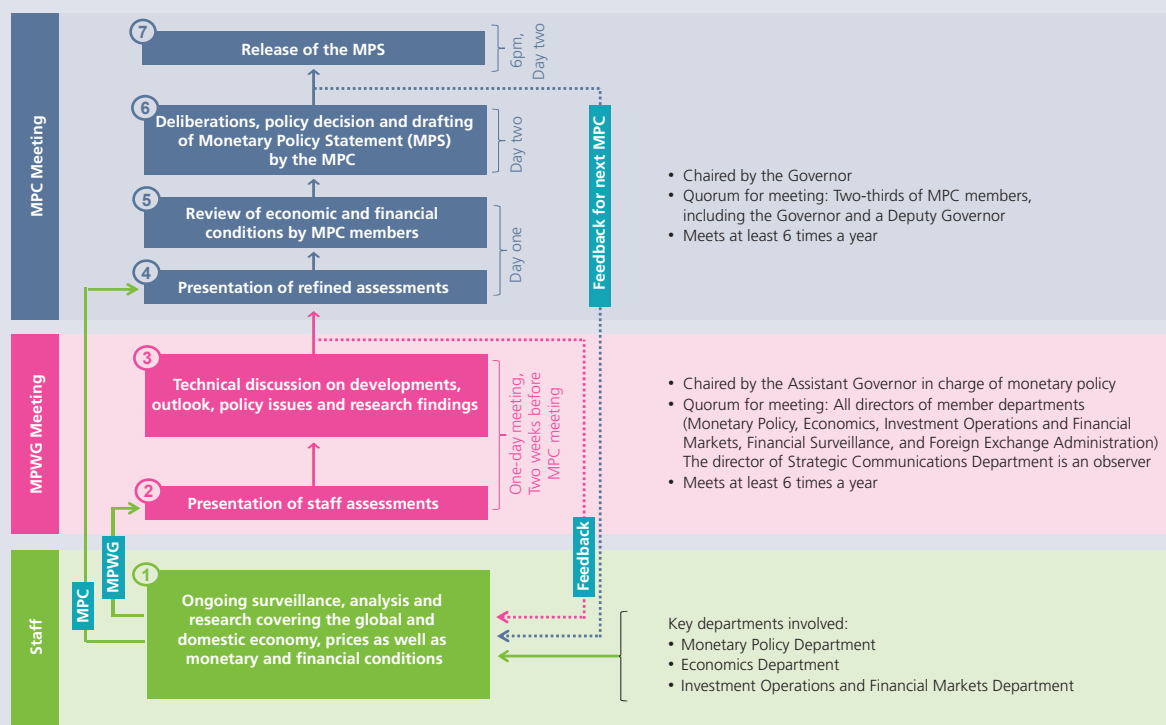 MPC Meeting
7
Release of the MPS
6pm,
Day two
6
Deliberations, policy decision and drafting
of Monetary Policy Statement (MPS)
by the MPC
Day two
5
Review of economic and financial
conditions by MPC members
Day one
4
Presentation of refined assessments
Feedback for next MPC
• Chaired by the Governor
• Quorum for meeting: Two-thirds of MPC members,
including the Governor and a Deputy Governor
• Meets at least 6 times a year
MPWG Meeting
3
Technical discussion on developments,
outlook, policy issues and research findings
One-day meeting,
Two weeks before
MPC meeting
2
Presentation of staff assessments
• Chaired by the Assistant Governor in charge of monetary policy
• Quorum for meeting: All directors of member departments
(Monetary Policy, Economics, Investment Operations and Financial
Markets, Financial Surveillance, and Foreign Exchange Administration)
The director of Strategic Communications Department is an observer
• Meets at least 6 times a year
Feedback
Staff
MPC
MPWG
1
Ongoing surveillance, analysis and
research covering the global and
domestic economy, prices as well as
monetary and financial conditions
Key departments involved:
• Monetary Policy Department
• Economics Department
• Investment Operations and Financial Markets Department